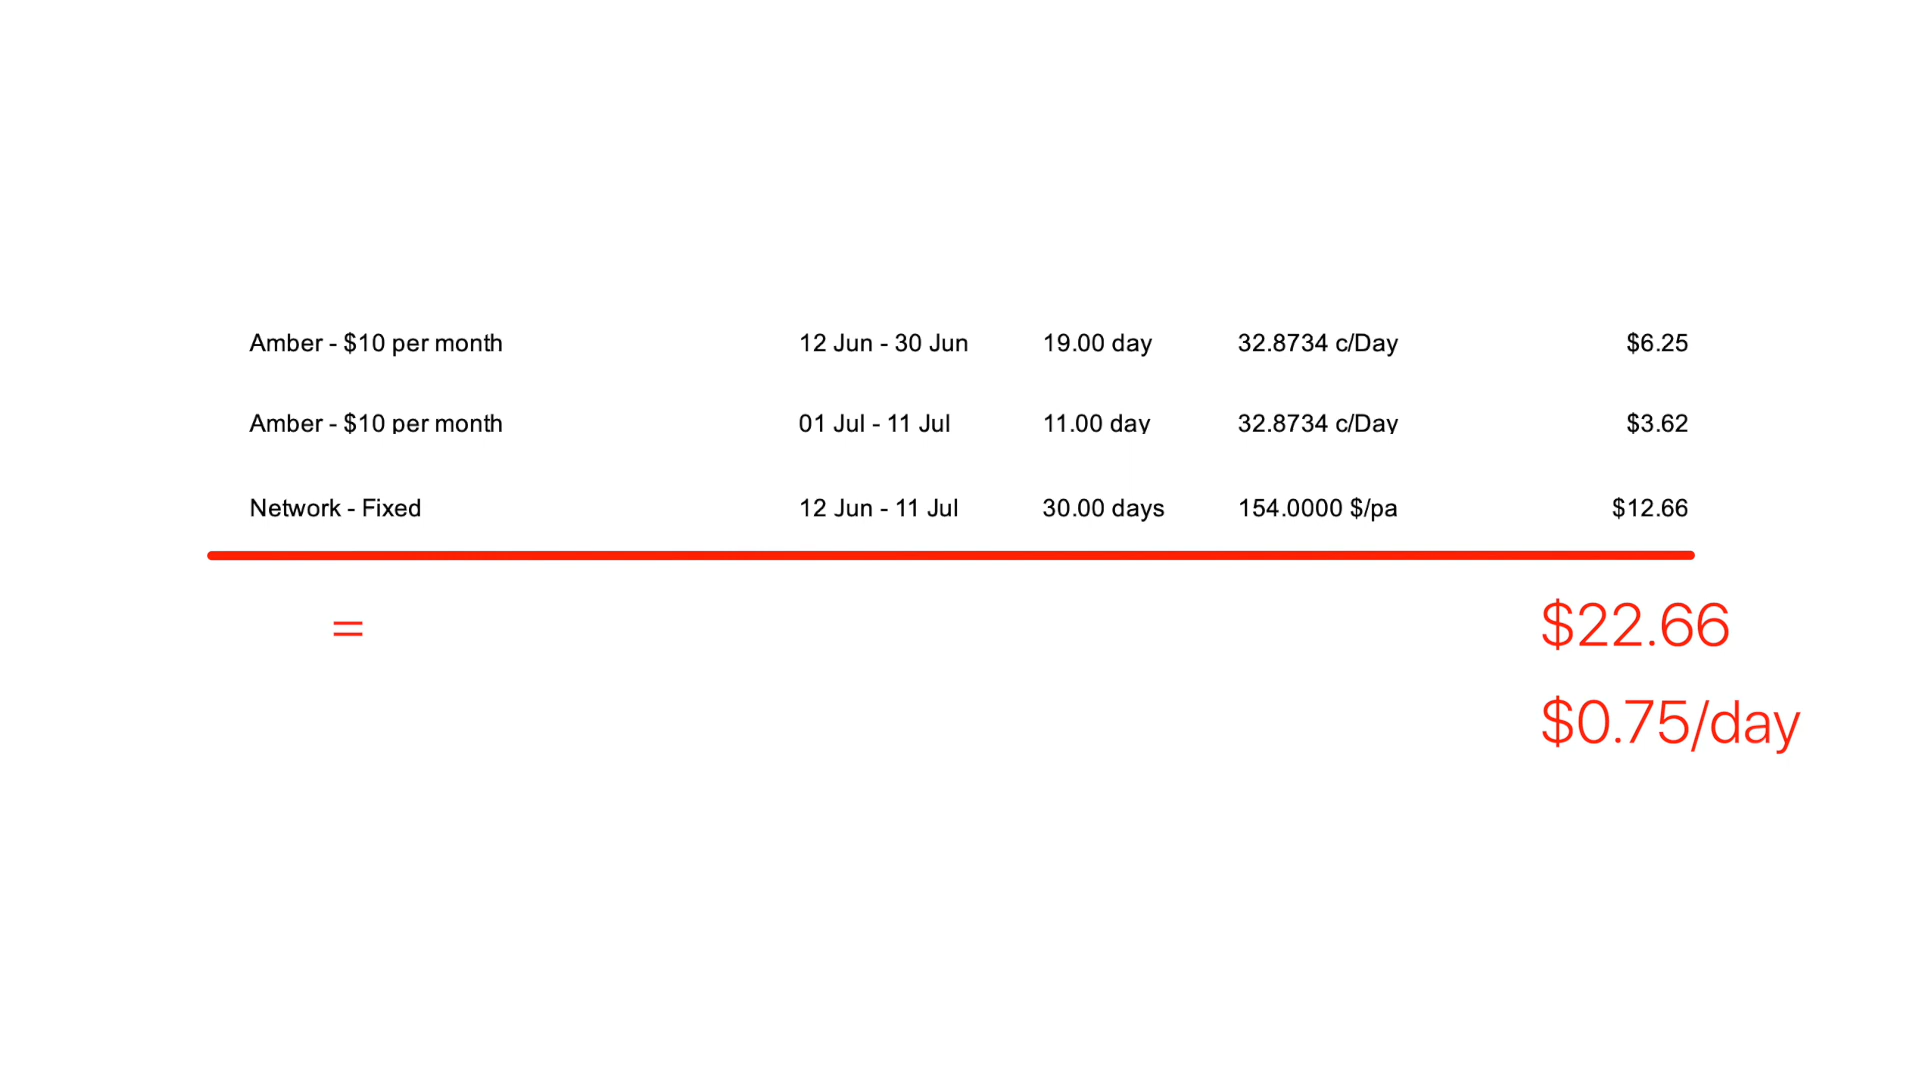 Amber - $10 per month 12 Jun - 30 Jun 19.00 day 32.8734 c/Day $6.25
Amber - $10 per month 01 Jul - 11 Jul 11.00 day 32.8734 c/Day $3.62
Network - Fixed 12 Jun - 11 Jul 30.00 days 154.0000 $/pa $12.66
= $22.66
$0.75/day